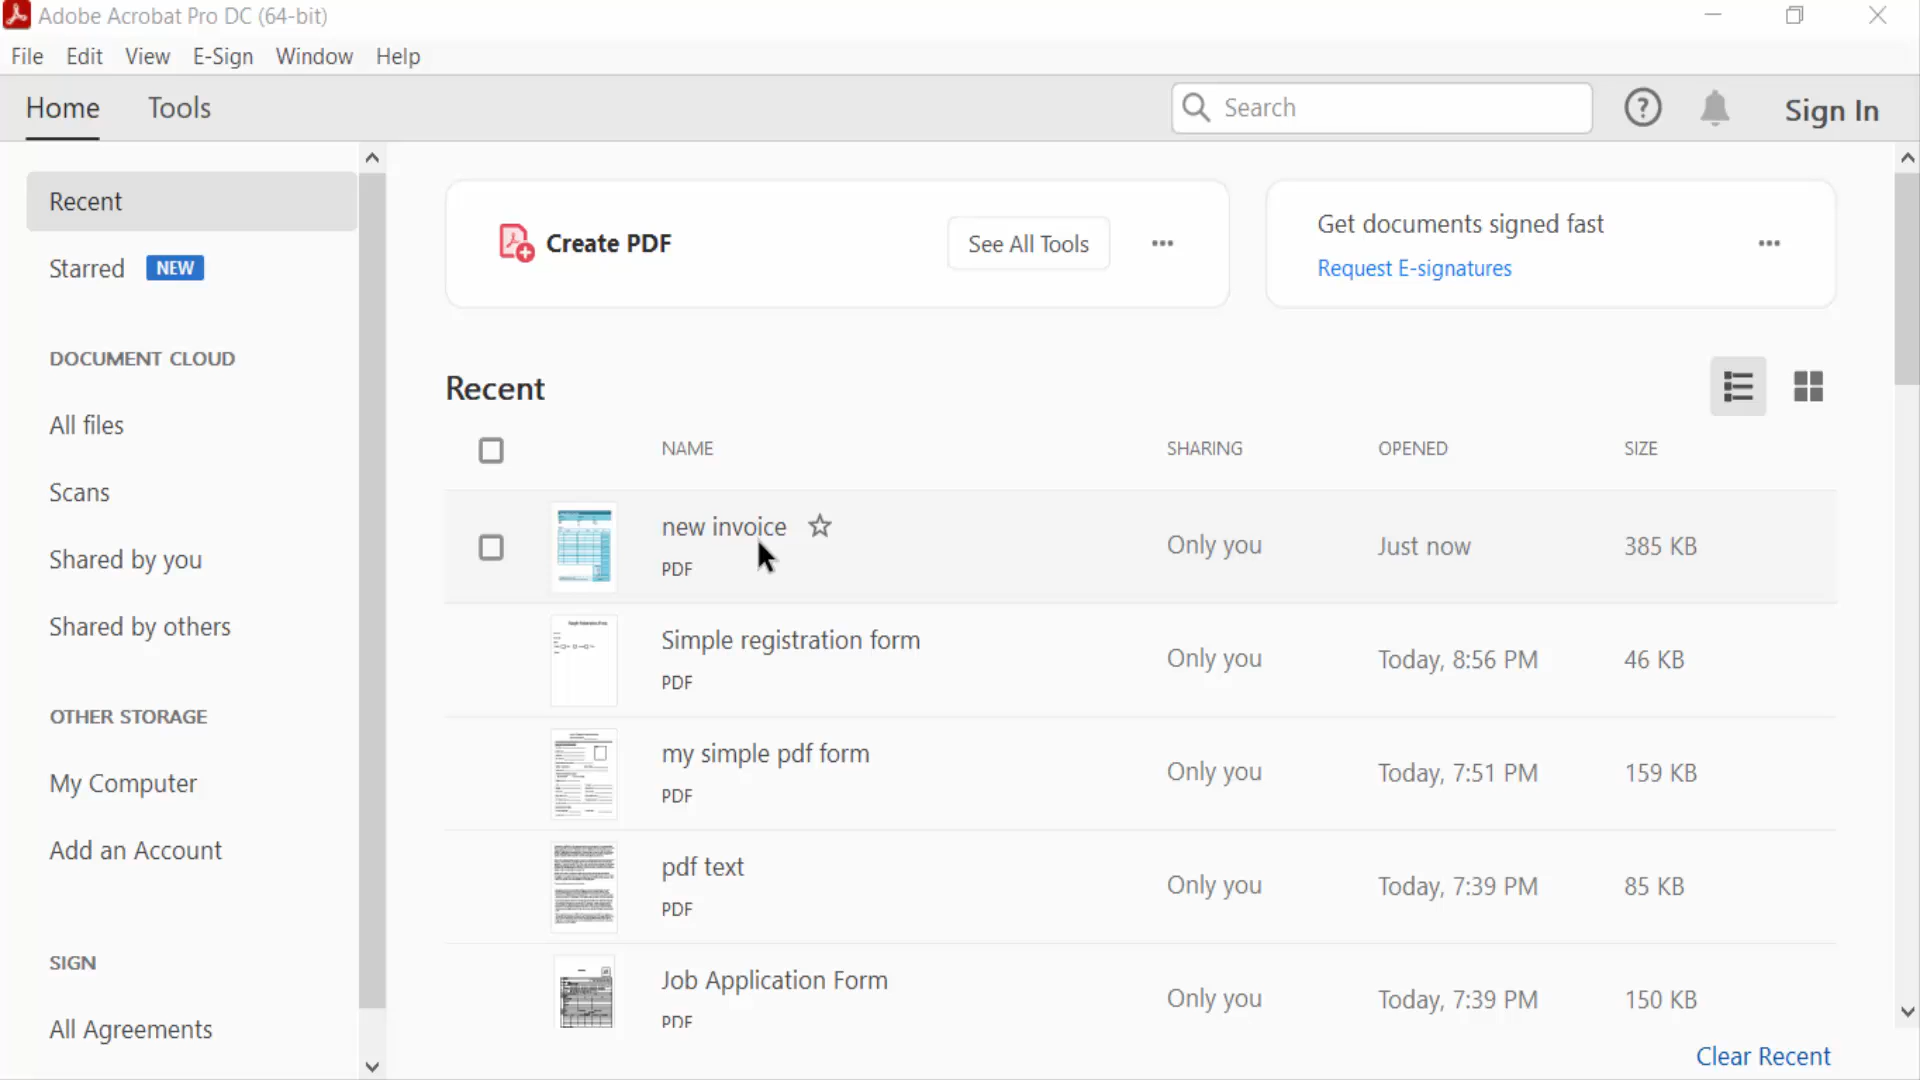 Adobe Acrobat Pro DC (64-bit)
File Edit View E-Sign Window Help
Home Tools Search ? Sign In
Recent
Starred NEW
DOCUMENT CLOUD
All files
Scans
Shared by you
Shared by others
OTHER STORAGE
My Computer
Add an Account
SIGN
All Agreements
Create PDF See All Tools
Get documents signed fast
Request E-signatures
Recent
NAME SHARING OPENED SIZE
new invoice
PDF
Only you Just now 385 KB
Simple registration form
PDF
Only you Today, 8:56 PM 46 KB
my simple pdf form
PDF
Only you Today, 7:51 PM 159 KB
pdf text
PDF
Only you Today, 7:39 PM 85 KB
Job Application Form
PDF
Only you Today, 7:39 PM 150 KB
Clear Recent